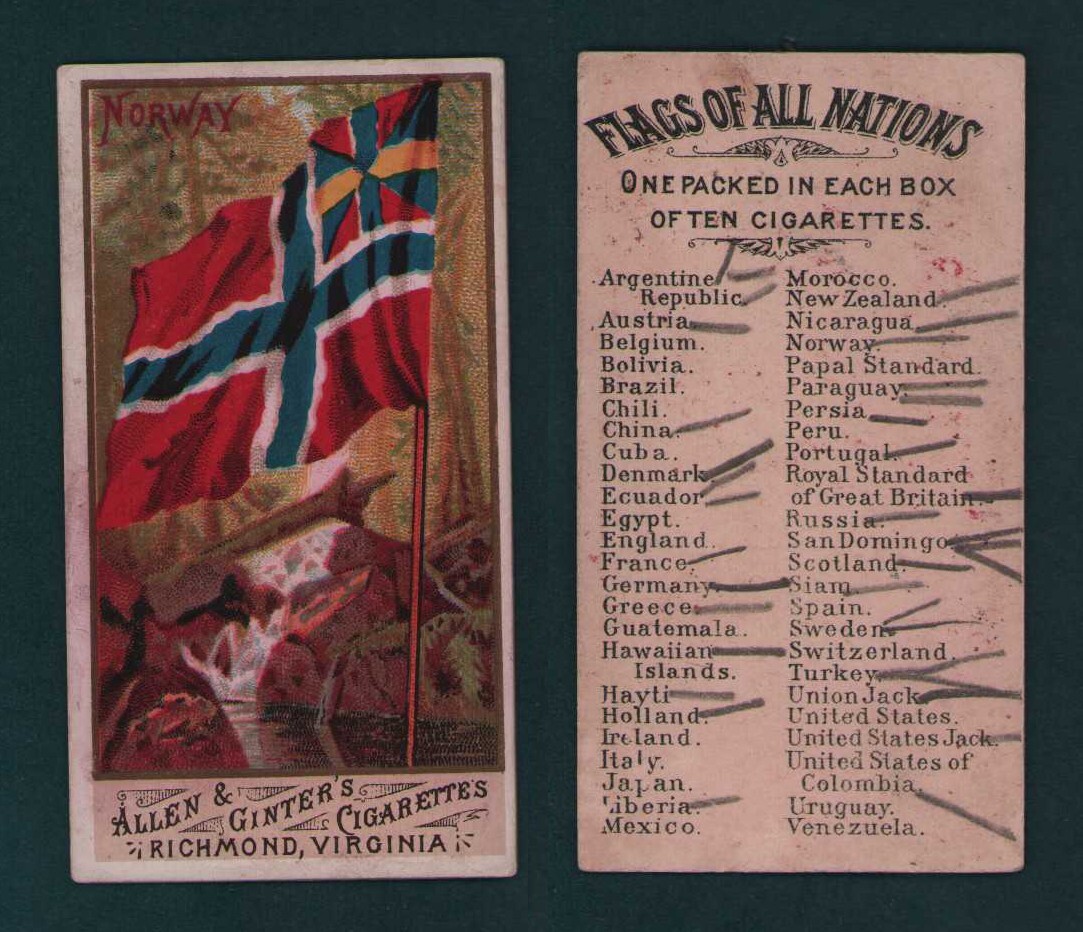 NORWAY
ALLEN & GINTER'S CIGARETTE'S
RICHMOND, VIRGINIA
FLAGS OF ALL NATIONS
ONE PACKED IN EACH BOX
OF TEN CIGARETTES.
Argentine
Republic.
Austria.
Belgium.
Bolivia.
Brazil.
Chili.
China.
Cuba.
Denmark.
Ecuador
Egypt.
England.
France.
Germany.
Greece.
Guatemala.
Hawaiian
Islands.
Hayti
Holland.
Ireland.
Italy.
Japan.
Liberia.
Mexico.
Morocco.
New Zealand.
Nicaragua.
Norway.
Papal Standard.
Paraguay.
Persia.
Peru.
Portugal.
Royal Standard
of Great Britain.
Russia.
San Domingo.
Scotland.
Siam.
Spain.
Sweden.
Switzerland.
Turkey.
Union Jack.
United States.
United States Jack.
United States of
Colombia.
Uruguay.
Venezuela.